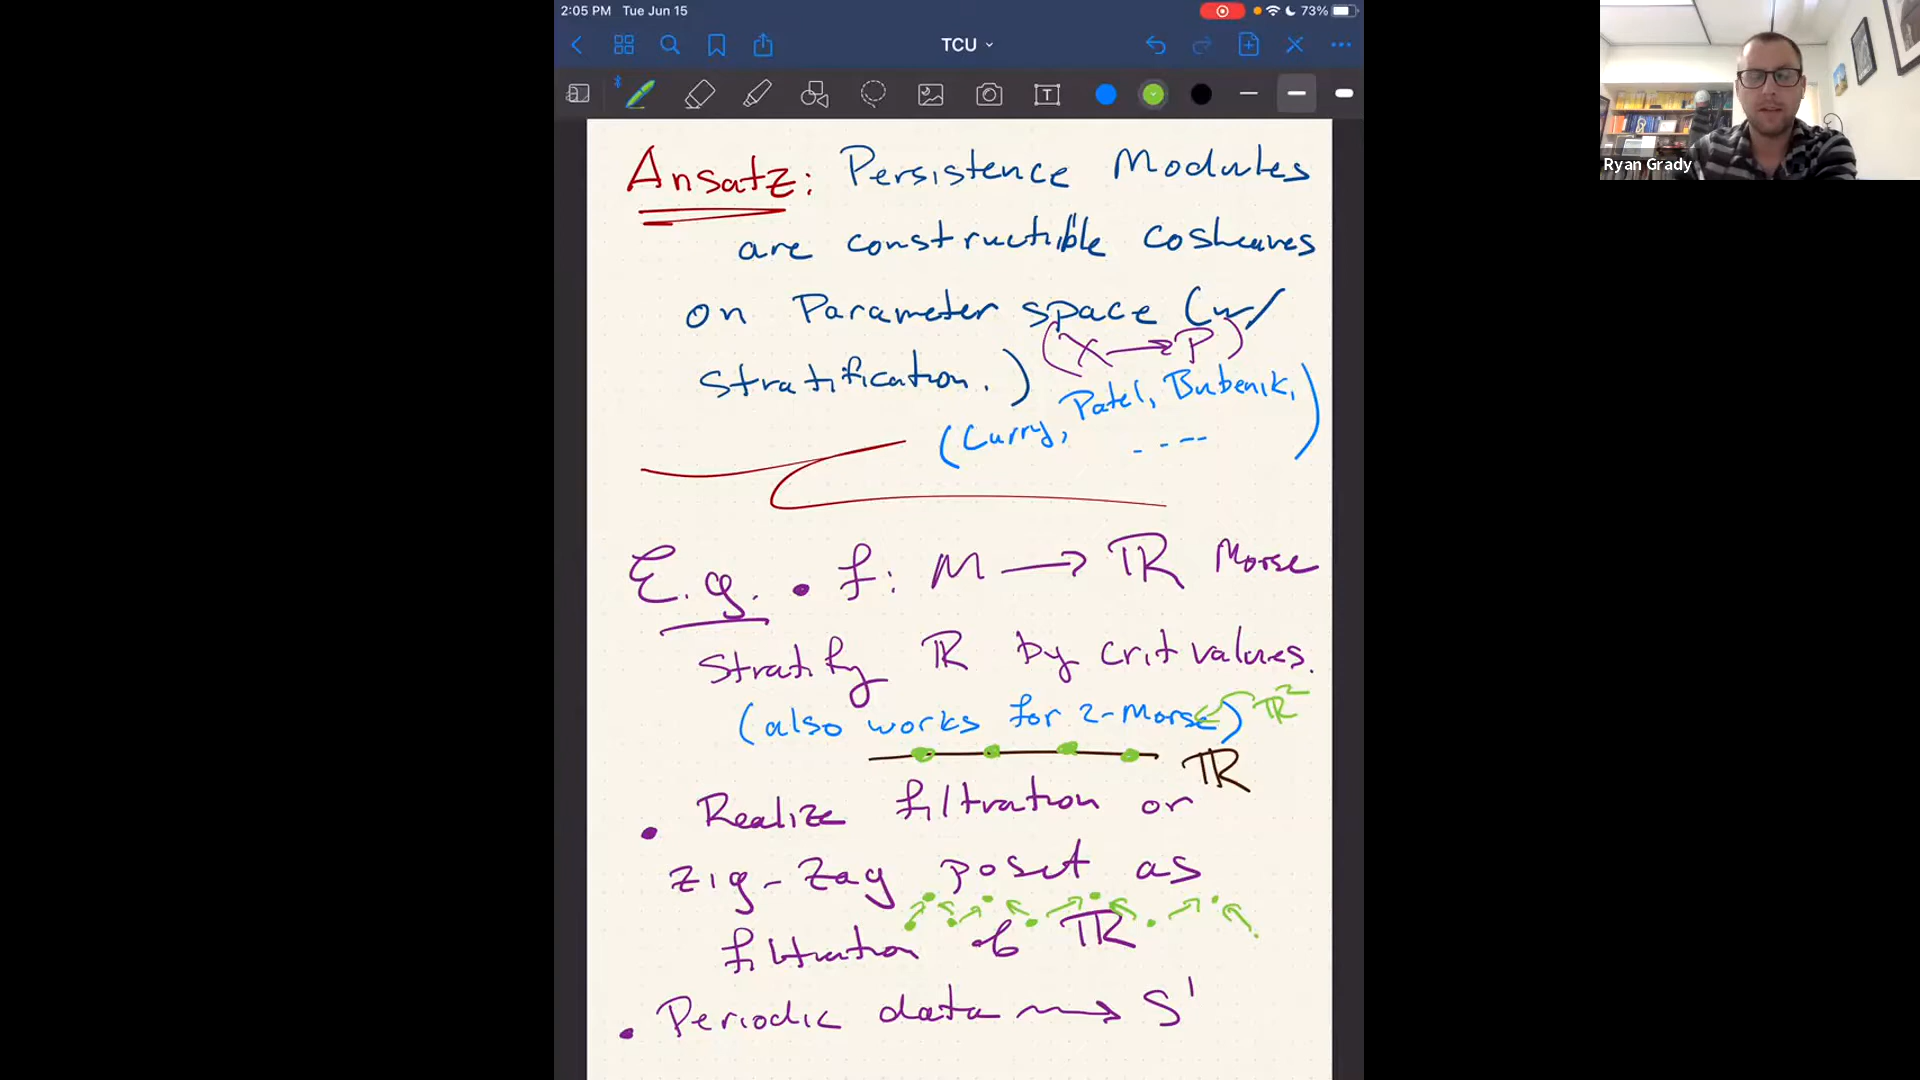 2:05 PM Tue Jun 15
73%
TCU
T
Ryan Grady
Ansatz: Persistence Modules
are constructible cosheaves
on Parameter space (w/
(X → P)
stratification.)
(Curry, Patel, Bubenik,
....)
E.g. • f: M → ℝ Morse
Stratify ℝ by crit values.
(also works for 2-Morse) ℝ²
ℝ
• Realize filtration or
zig-zag poset as
filtration of ℝ
• Periodic data ⇝ S¹